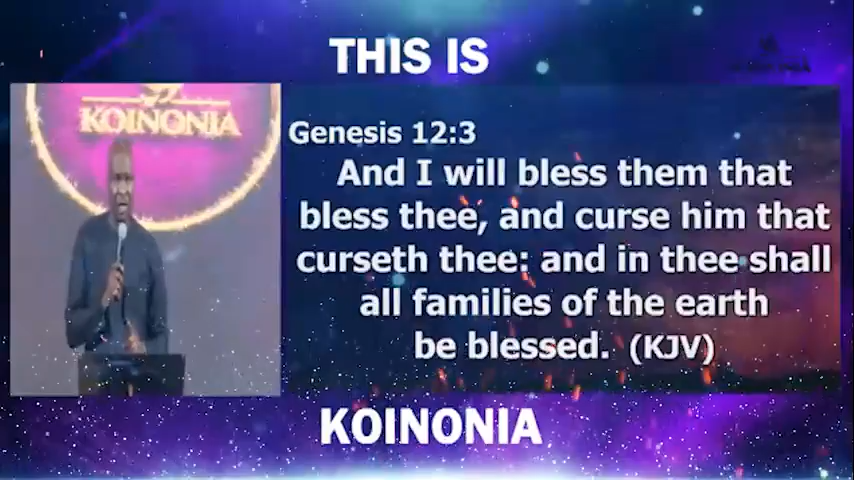 THIS IS
KOINONIA
Genesis 12:3
And I will bless them that
bless thee, and curse him that
curseth thee: and in thee shall
all families of the earth
be blessed. (KJV)
KOINONIA